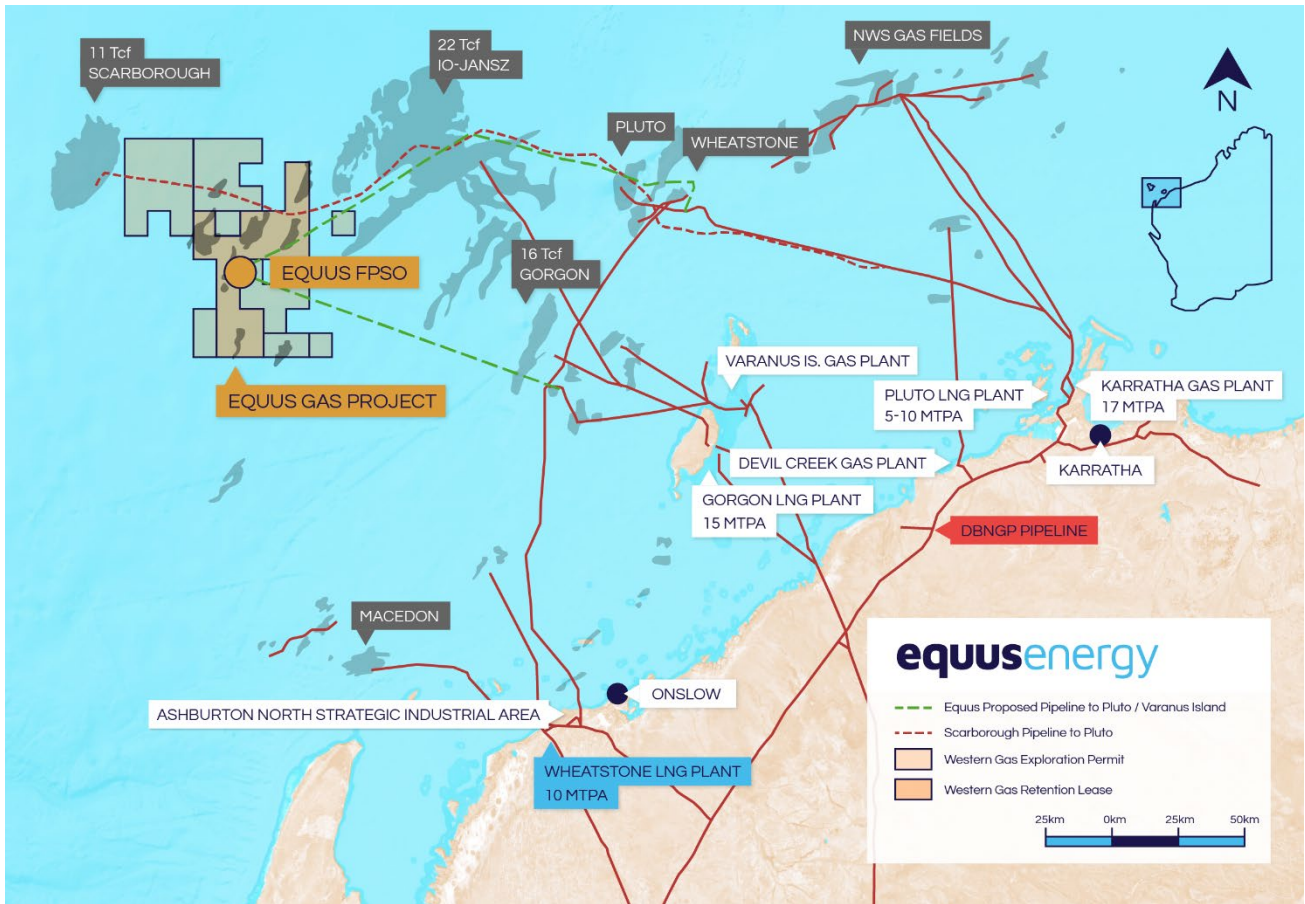 11 Tcf
SCARBOROUGH
22 Tcf
IO-JANSZ
NWS GAS FIELDS
N
PLUTO
WHEATSTONE
16 Tcf
GORGON
EQUUS FPSO
EQUUS GAS PROJECT
VARANUS IS. GAS PLANT
PLUTO LNG PLANT
5-10 MTPA
KARRATHA GAS PLANT
17 MTPA
DEVIL CREEK GAS PLANT
KARRATHA
GORGON LNG PLANT
15 MTPA
DBNGP PIPELINE
MACEDON
ONSLOW
ASHBURTON NORTH STRATEGIC INDUSTRIAL AREA
WHEATSTONE LNG PLANT
10 MTPA
equusenergy
Equus Proposed Pipeline to Pluto / Varanus Island
Scarborough Pipeline to Pluto
Western Gas Exploration Permit
Western Gas Retention Lease
25km 0km 25km 50km